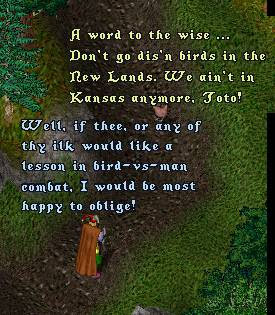 A word to the wise ...
Don't go dis'n birds in the
New Lands. We ain't in
Kansas anymore, Toto!
Well, if thee, or any of
thy ilk would like a
lesson in bird-vs-man
combat, I would be most
happy to oblige!